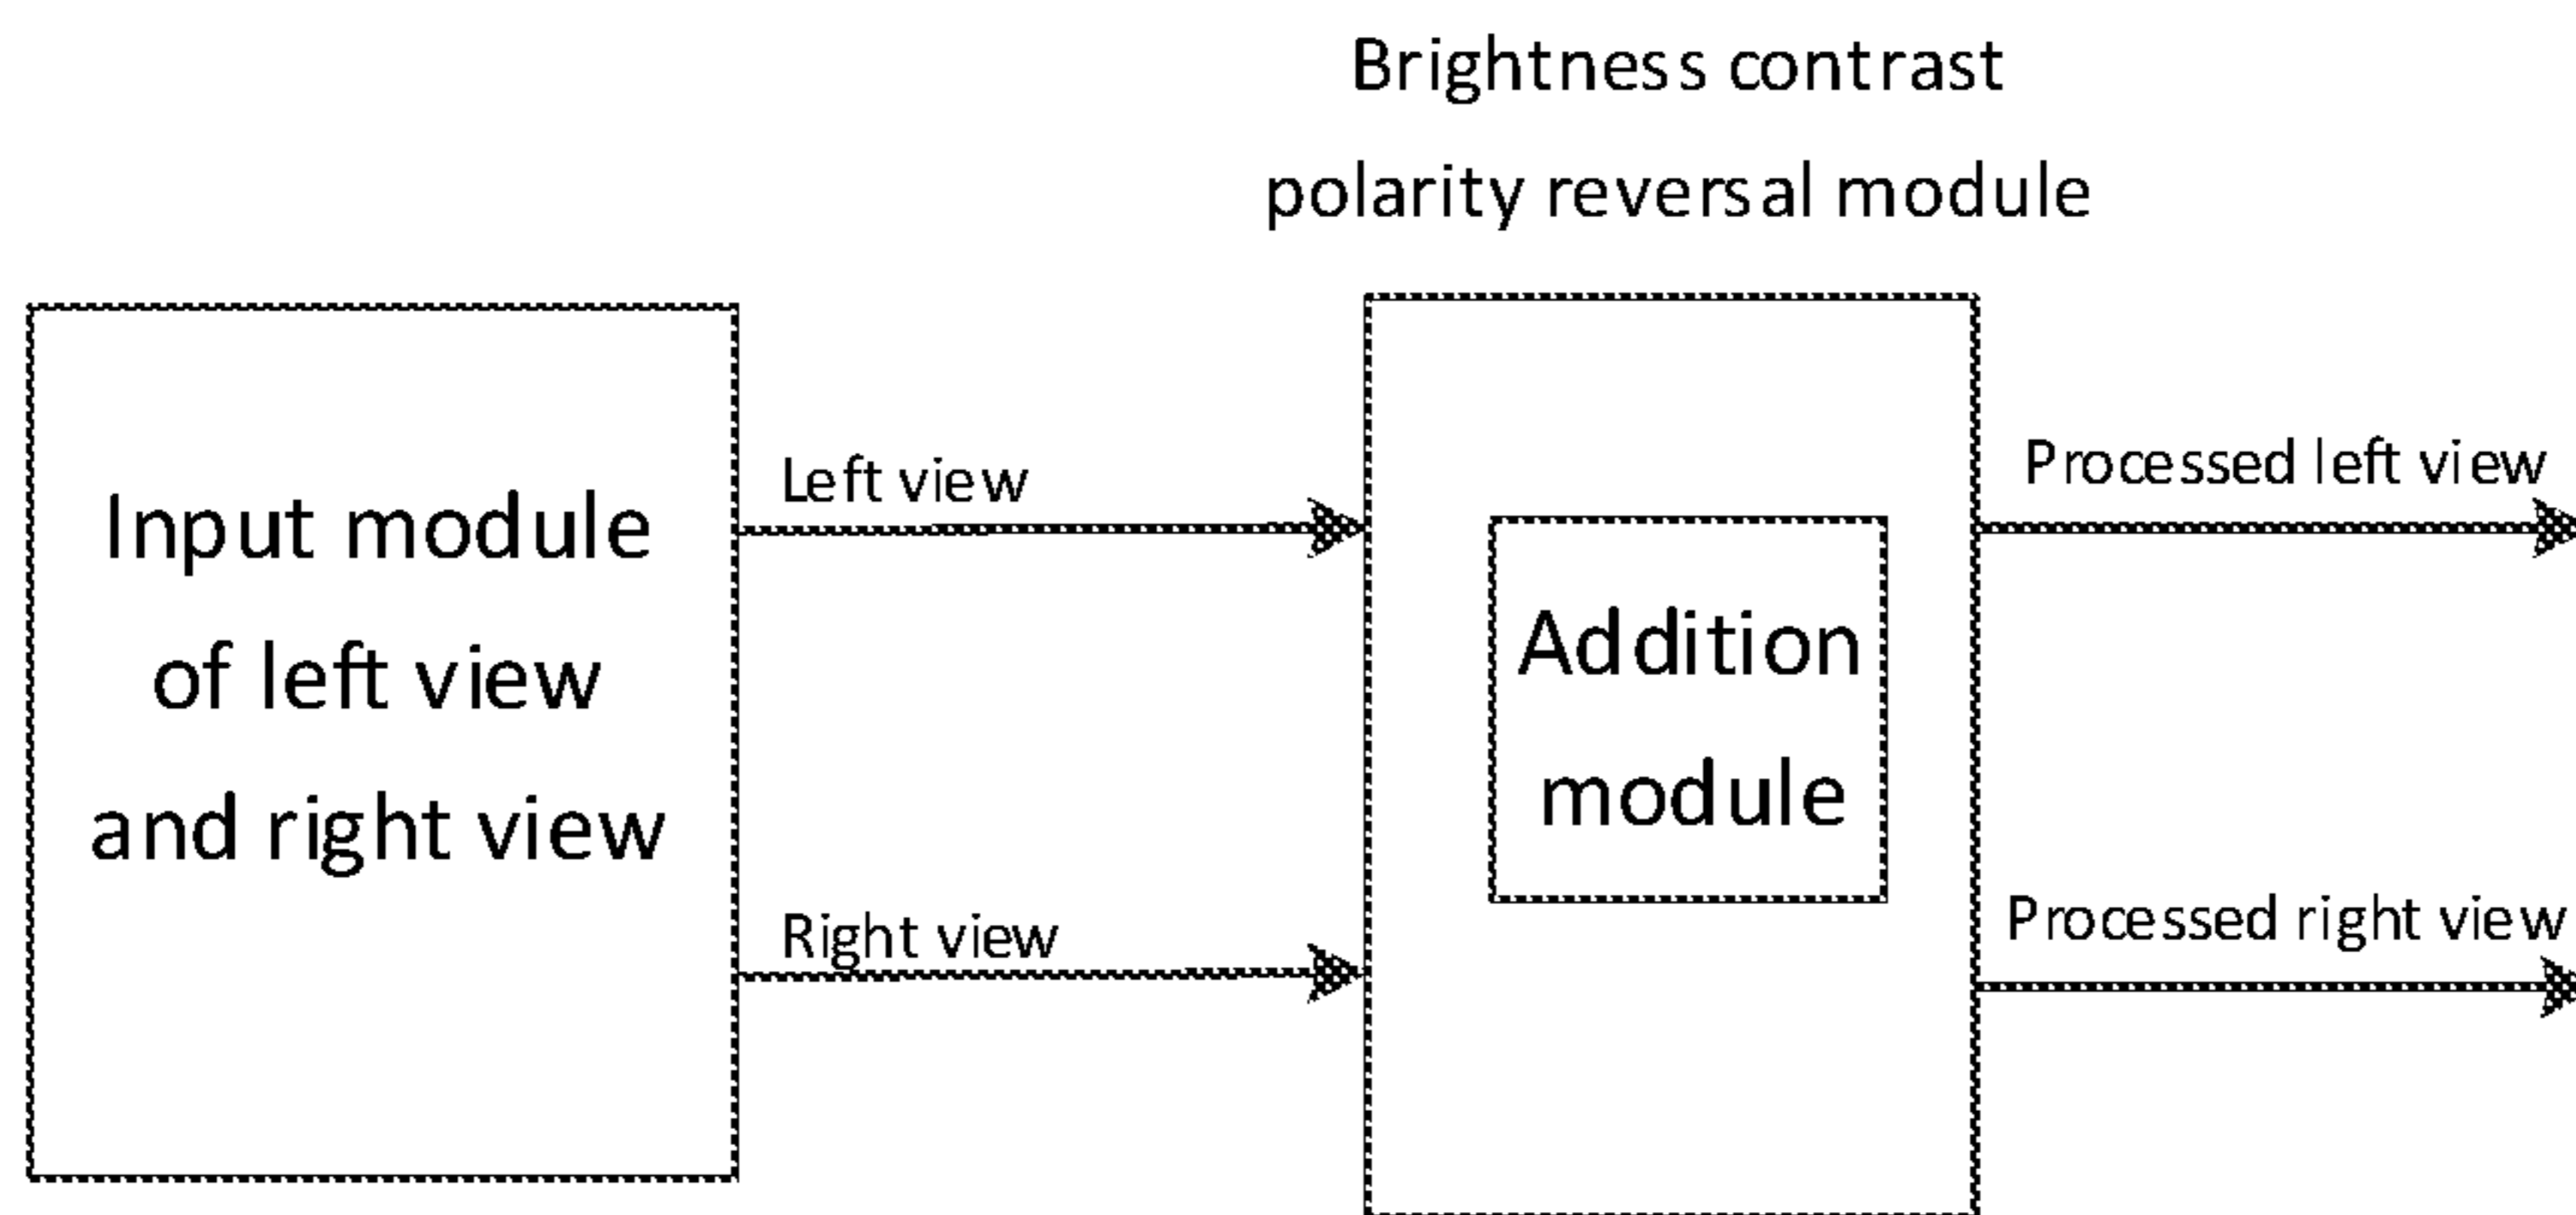 Brightness contrast
polarity reversal module
Input module
of left view
and right view
Left view
Right view
Addition
module
Processed left view
Processed right view